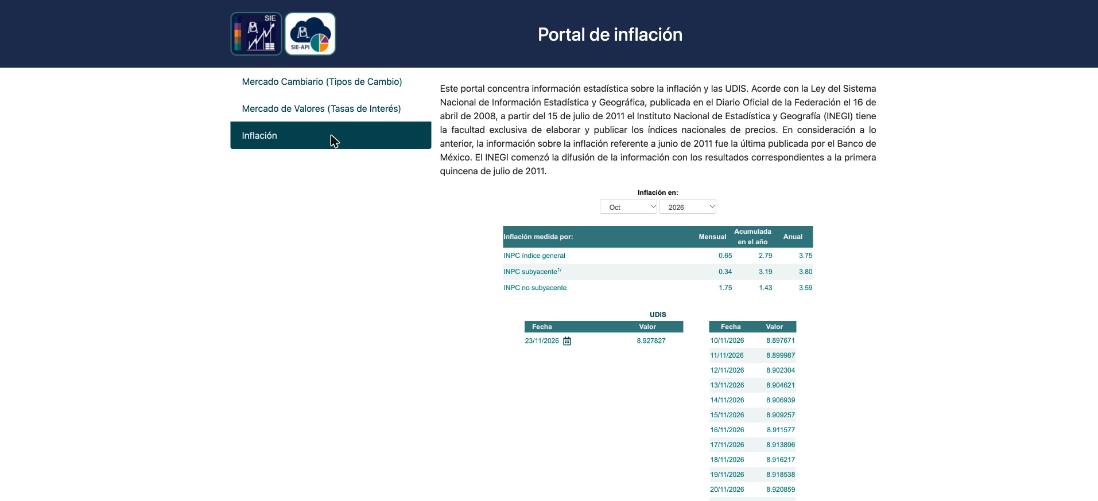 SIE
SIE-API
Portal de inflación
Mercado Cambiario (Tipos de Cambio)
Mercado de Valores (Tasas de Interés)
Inflación
Este portal concentra información estadística sobre la inflación y las UDIS. Acorde con la Ley del Sistema
Nacional de Información Estadística y Geográfica, publicada en el Diario Oficial de la Federación el 16 de
abril de 2008, a partir del 15 de julio de 2011 el Instituto Nacional de Estadística y Geografía (INEGI) tiene
la facultad exclusiva de elaborar y publicar los índices nacionales de precios. En consideración a lo
anterior, la información sobre la inflación referente a junio de 2011 fue la última publicada por el Banco de
México. El INEGI comenzó la difusión de la información con los resultados correspondientes a la primera
quincena de julio de 2011.
Inflación en:
Oct 2026
Inflación medida por: Mensual Acumulada en el año Anual
INPC índice general 0.65 2.79 3.75
INPC subyacente1/ 0.34 3.19 3.80
INPC no subyacente 1.75 1.43 3.59
UDIS
Fecha Valor
23/11/2026 8.927827
Fecha Valor
10/11/2026 8.897671
11/11/2026 8.899987
12/11/2026 8.902304
13/11/2026 8.904621
14/11/2026 8.906939
15/11/2026 8.909257
16/11/2026 8.911577
17/11/2026 8.913896
18/11/2026 8.916217
19/11/2026 8.918538
20/11/2026 8.920859